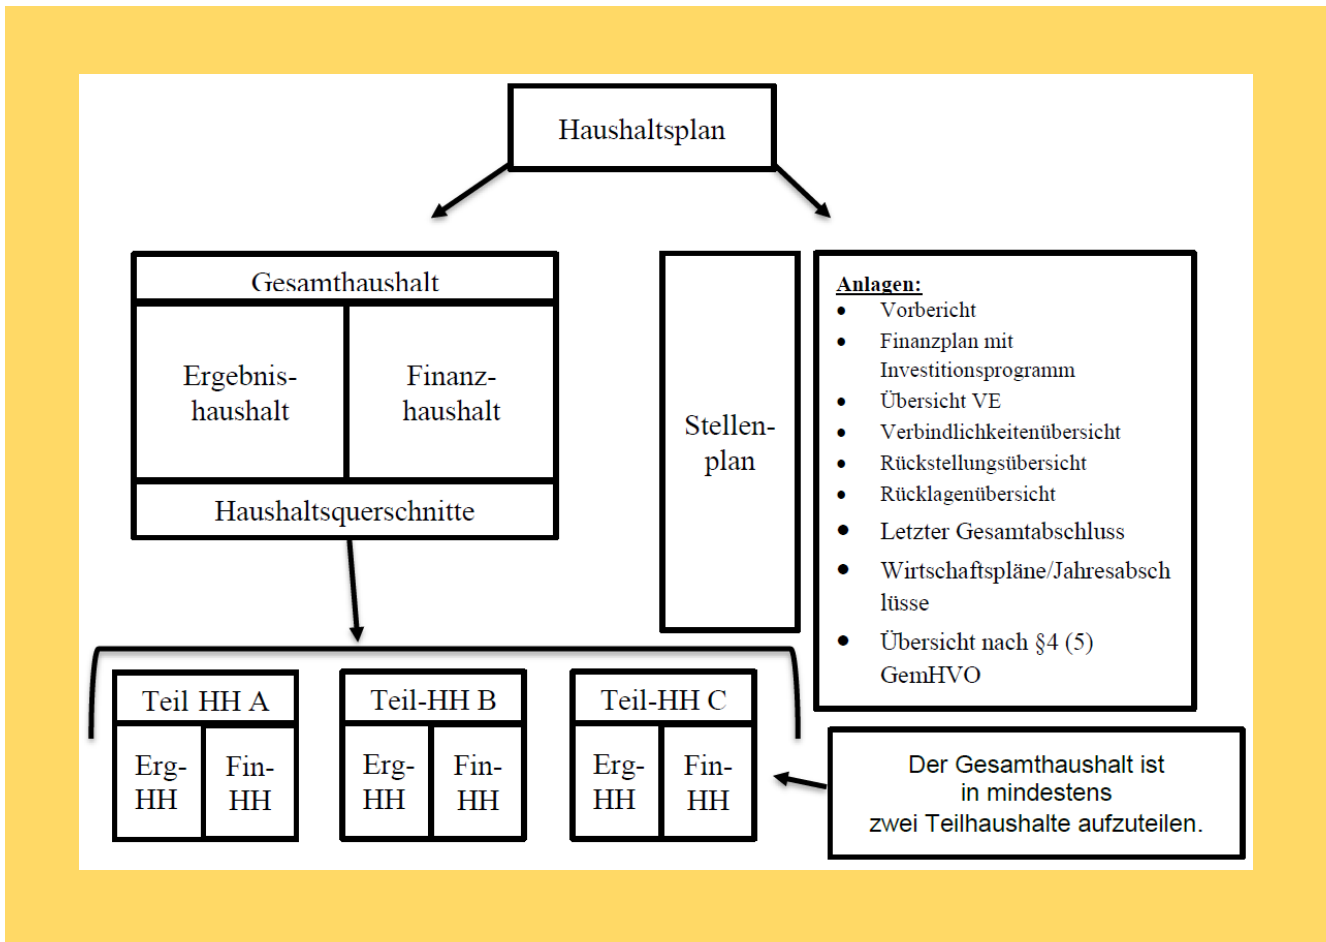 Haushaltsplan
Gesamthaushalt
Ergebnis-
haushalt
Finanz-
haushalt
Haushaltsquerschnitte
Stellen-
plan
Anlagen:
• Vorbericht
• Finanzplan mit
Investitionsprogramm
• Übersicht VE
• Verbindlichkeitenübersicht
• Rückstellungsübersicht
• Rücklagenübersicht
• Letzter Gesamtabschluss
• Wirtschaftspläne/Jahresabsch
lüsse
• Übersicht nach §4 (5)
GemHVO
Teil HH A
Erg-
HH
Fin-
HH
Teil-HH B
Erg-
HH
Fin-
HH
Teil-HH C
Erg-
HH
Fin-
HH
Der Gesamthaushalt ist
in mindestens
zwei Teilhaushalte aufzuteilen.